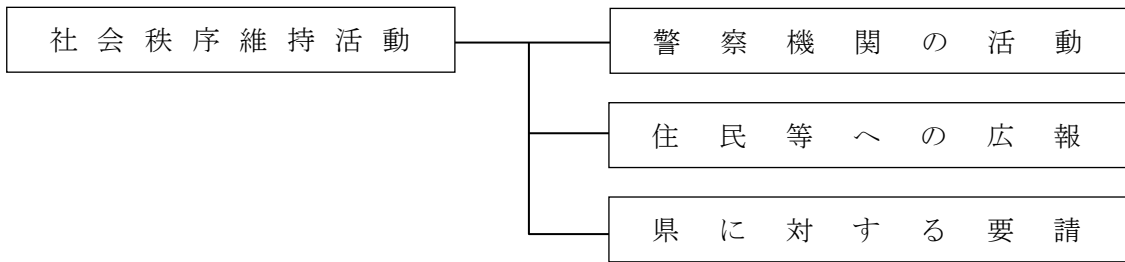 社会秩序維持活動
警察機関の活動
住民等への広報
県に対する要請